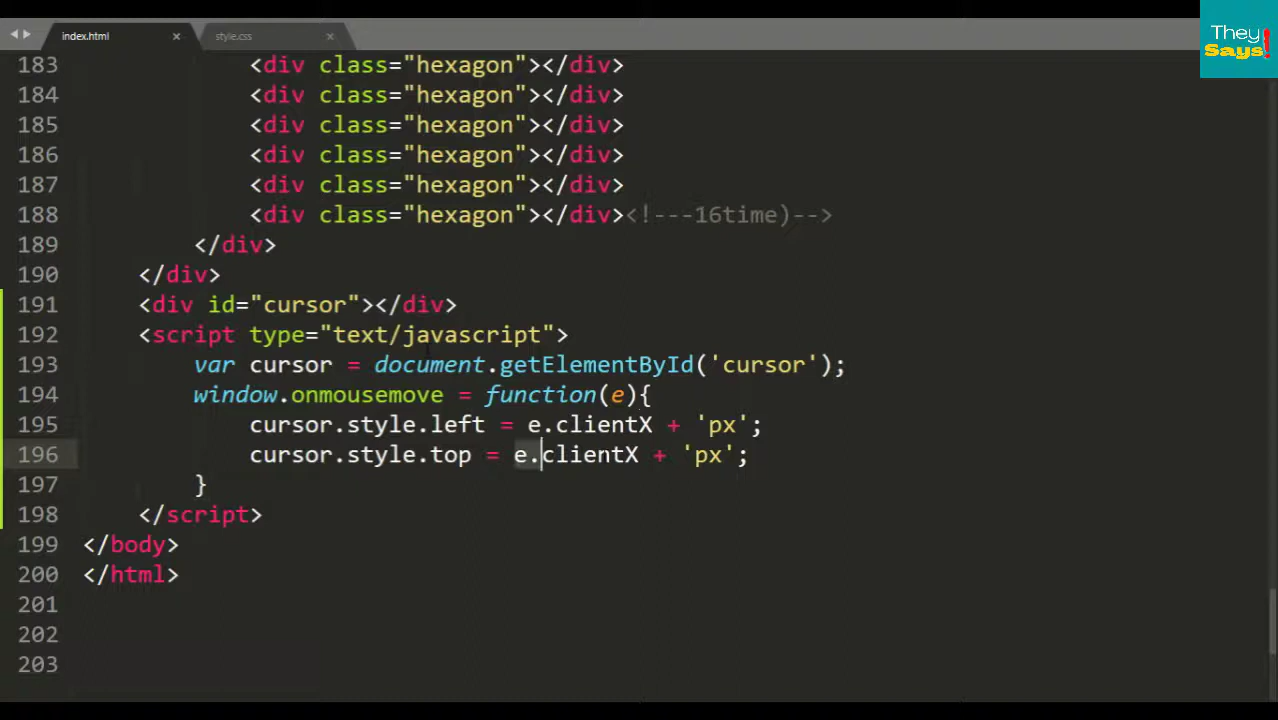 index.html
style.css
They
Says!
183 <div class="hexagon"></div>
184 <div class="hexagon"></div>
185 <div class="hexagon"></div>
186 <div class="hexagon"></div>
187 <div class="hexagon"></div>
188 <div class="hexagon"></div><!---16time)-->
189 </div>
190 </div>
191 <div id="cursor"></div>
192 <script type="text/javascript">
193 var cursor = document.getElementById('cursor');
194 window.onmousemove = function(e){
195 cursor.style.left = e.clientX + 'px';
196 cursor.style.top = e.clientX + 'px';
197 }
198 </script>
199 </body>
200 </html>
201
202
203